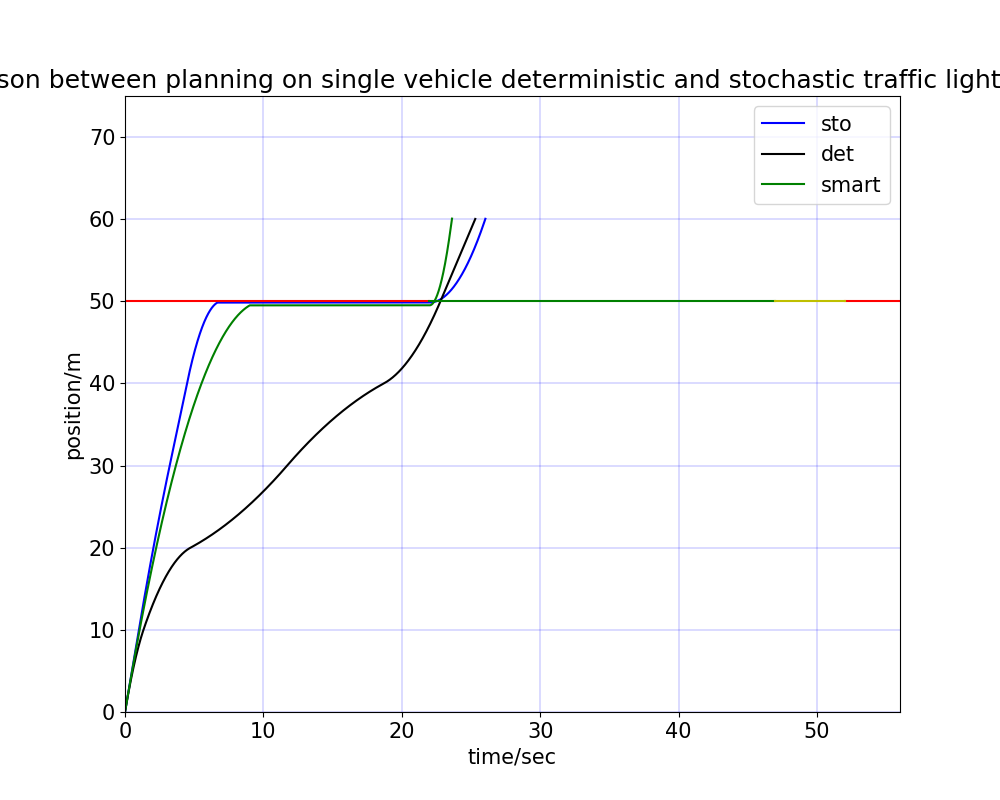 son between planning on single vehicle deterministic and stochastic traffic light
sto
det
smart
70
60
50
40
30
20
10
0
position/m
0 10 20 30 40 50
time/sec